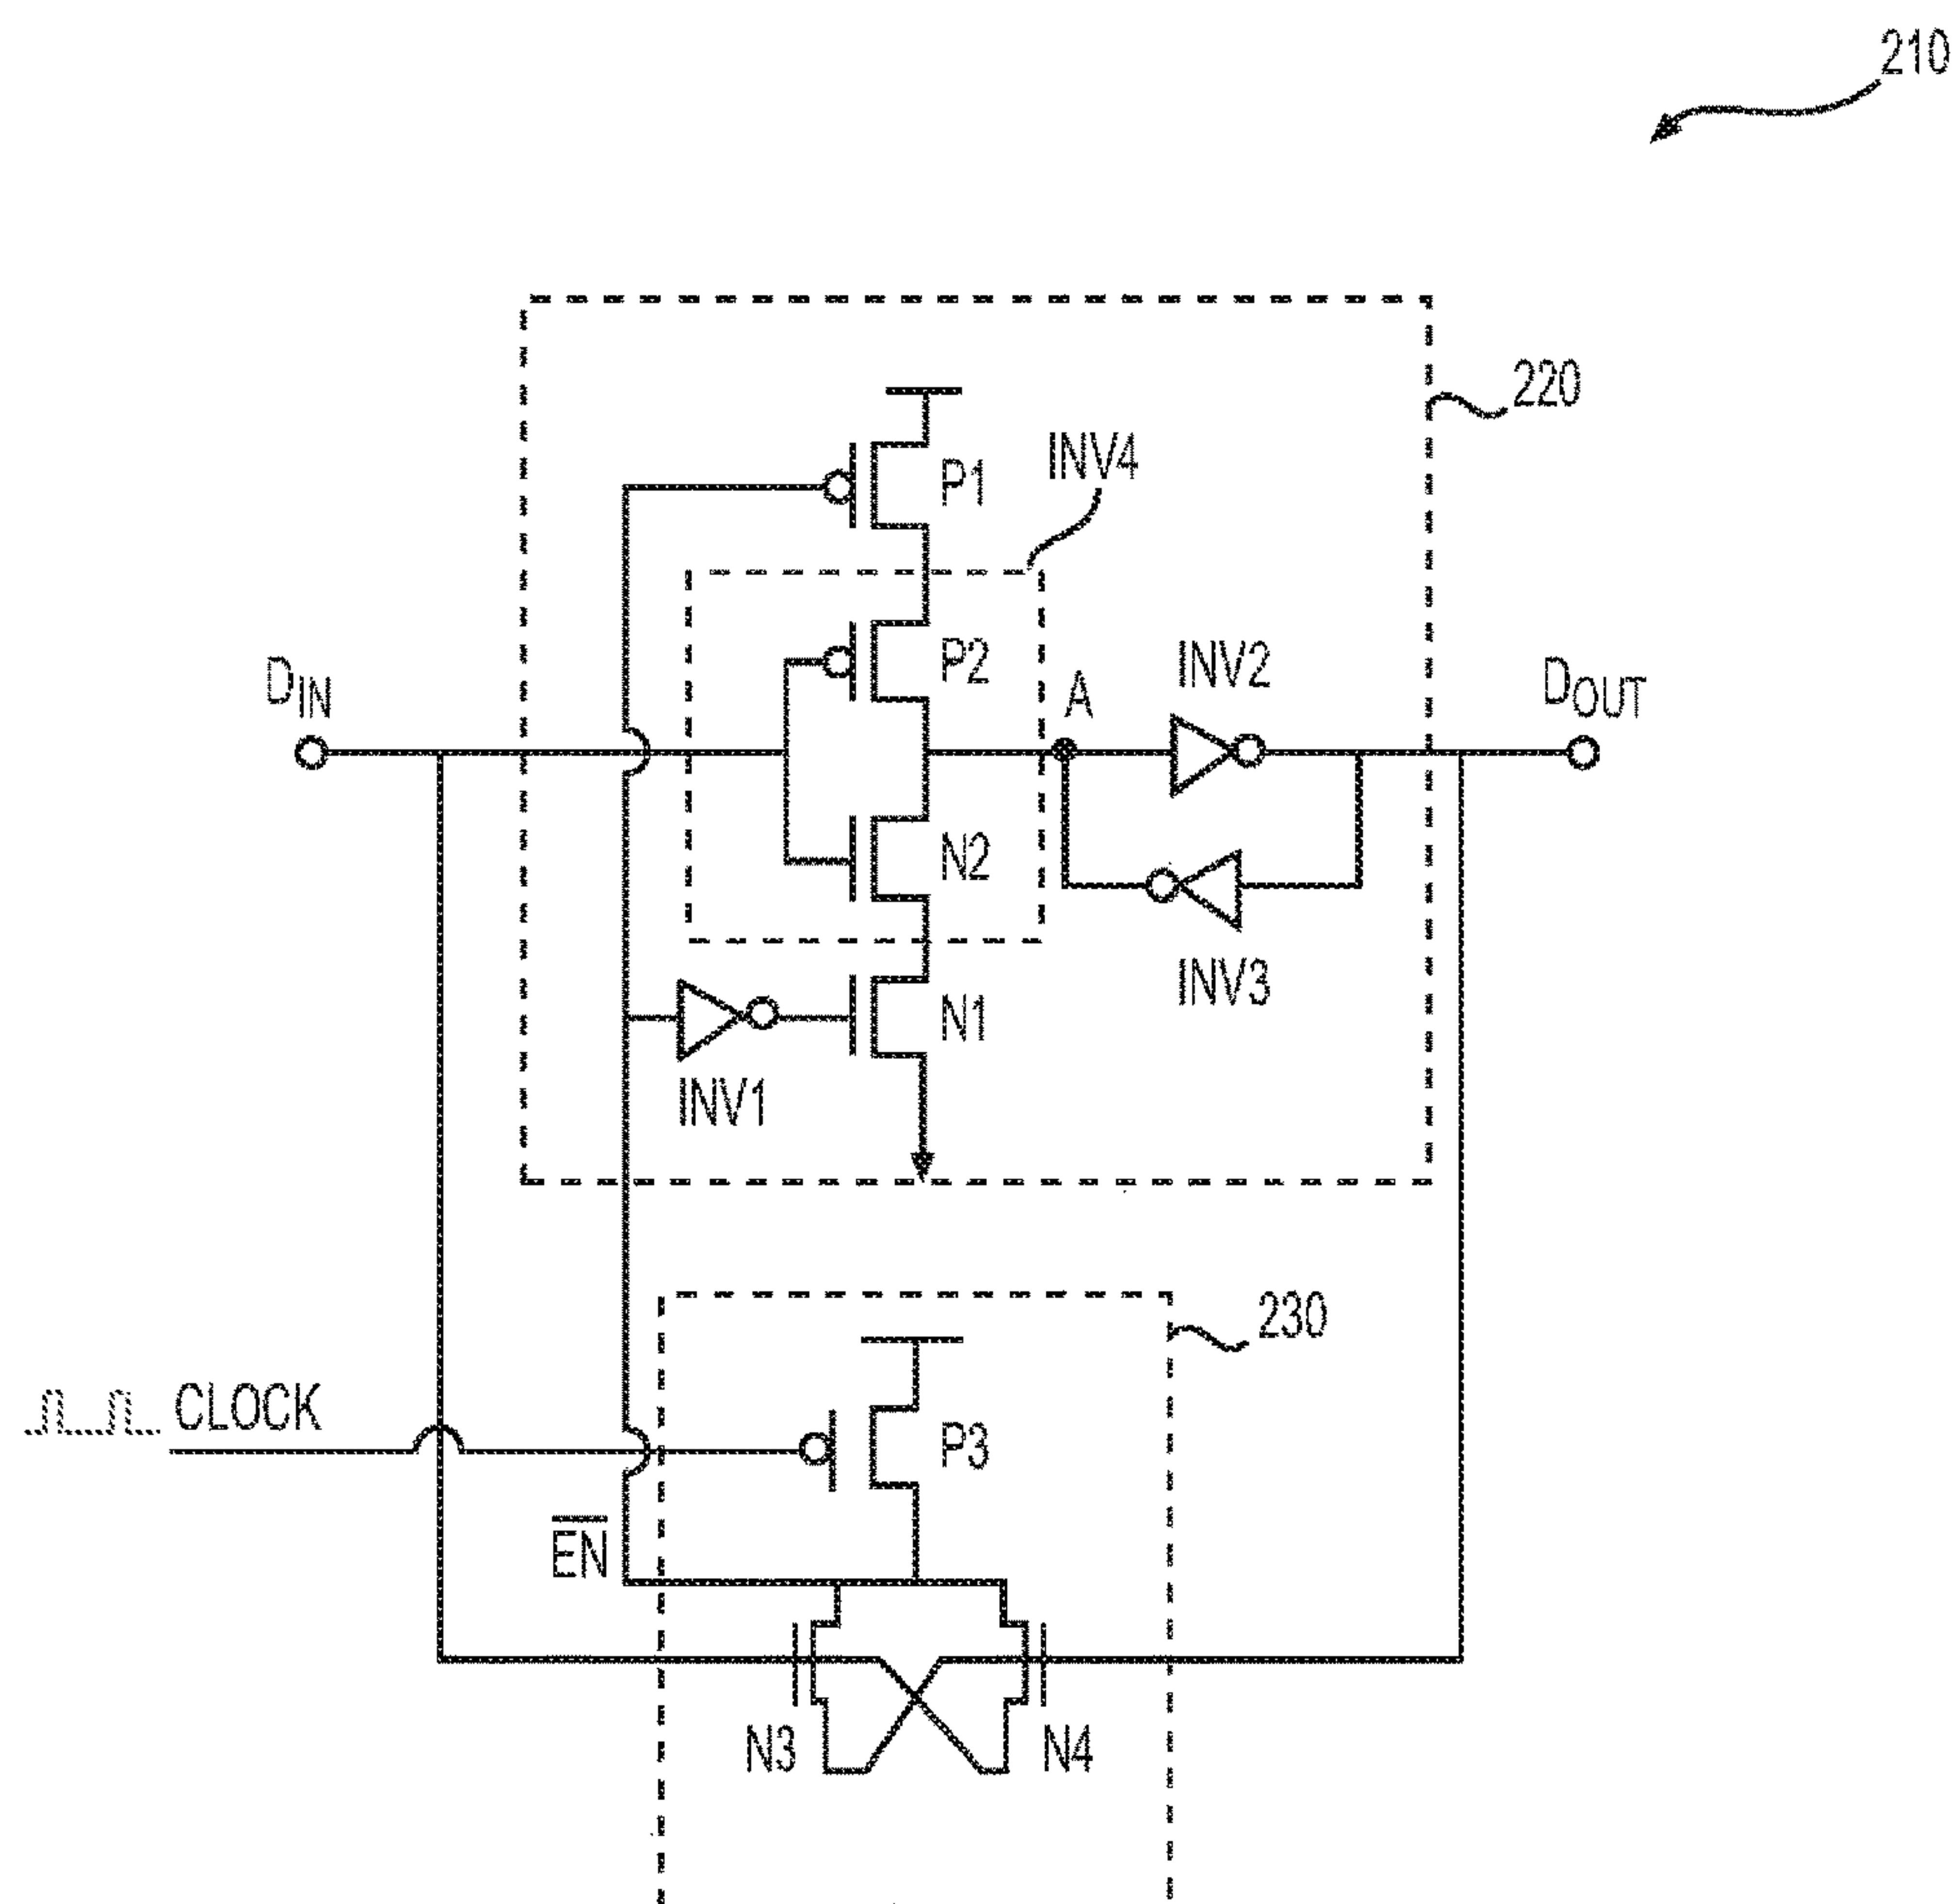 210
220
P1
INV4
P2
INV2
DIN
A
DOUT
N2
INV3
N1
INV1
230
CLOCK
P3
EN
N3
N4